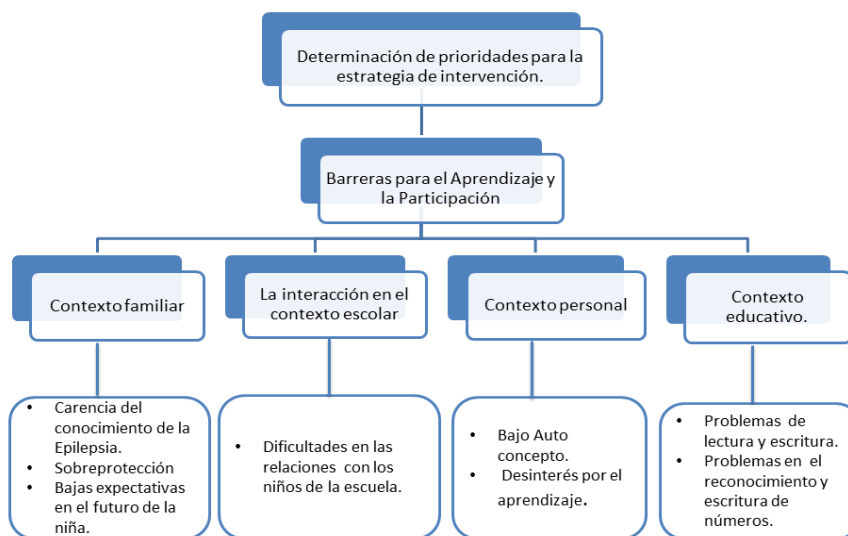 Determinación de prioridades para la
estrategia de intervención.
Barreras para el Aprendizaje y
la Participación
Contexto familiar
La interacción en el
contexto escolar
Contexto personal
Contexto
educativo.
• Carencia del
conocimiento de la
Epilepsia.
• Sobreprotección
• Bajas expectativas
en el futuro de la
niña.
• Dificultades en las
relaciones con los
niños de la escuela.
• Bajo Auto
concepto.
• Desinterés por el
aprendizaje.
• Problemas de
lectura y escritura.
• Problemas en el
reconocimiento y
escritura de
números.